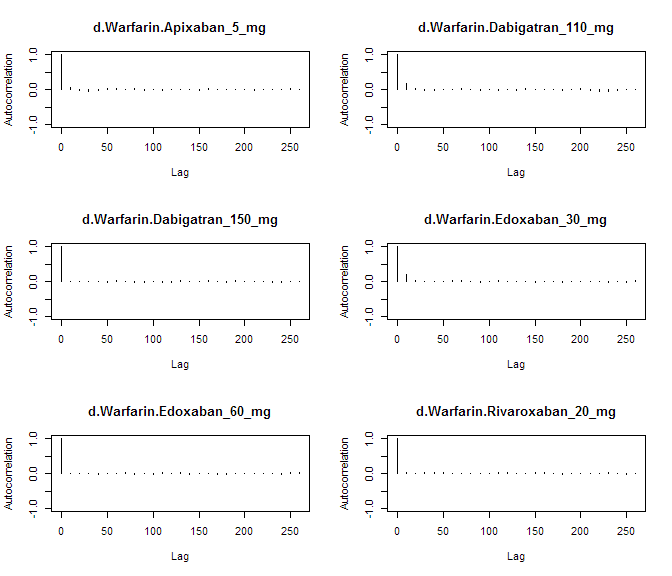 d.Warfarin.Apixaban_5_mg
Autocorrelation
1.0
0.0
-1.0
0 50 100 150 200 250
Lag
d.Warfarin.Dabigatran_110_mg
Autocorrelation
1.0
0.0
-1.0
0 50 100 150 200 250
Lag
d.Warfarin.Dabigatran_150_mg
Autocorrelation
1.0
0.0
-1.0
0 50 100 150 200 250
Lag
d.Warfarin.Edoxaban_30_mg
Autocorrelation
1.0
0.0
-1.0
0 50 100 150 200 250
Lag
d.Warfarin.Edoxaban_60_mg
Autocorrelation
1.0
0.0
-1.0
0 50 100 150 200 250
Lag
d.Warfarin.Rivaroxaban_20_mg
Autocorrelation
1.0
0.0
-1.0
0 50 100 150 200 250
Lag